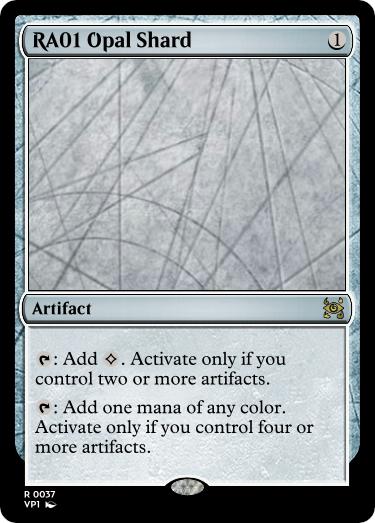 RA01 Opal Shard
1
Artifact
: Add . Activate only if you
control two or more artifacts.
: Add one mana of any color.
Activate only if you control four or
more artifacts.
R 0037
VP1